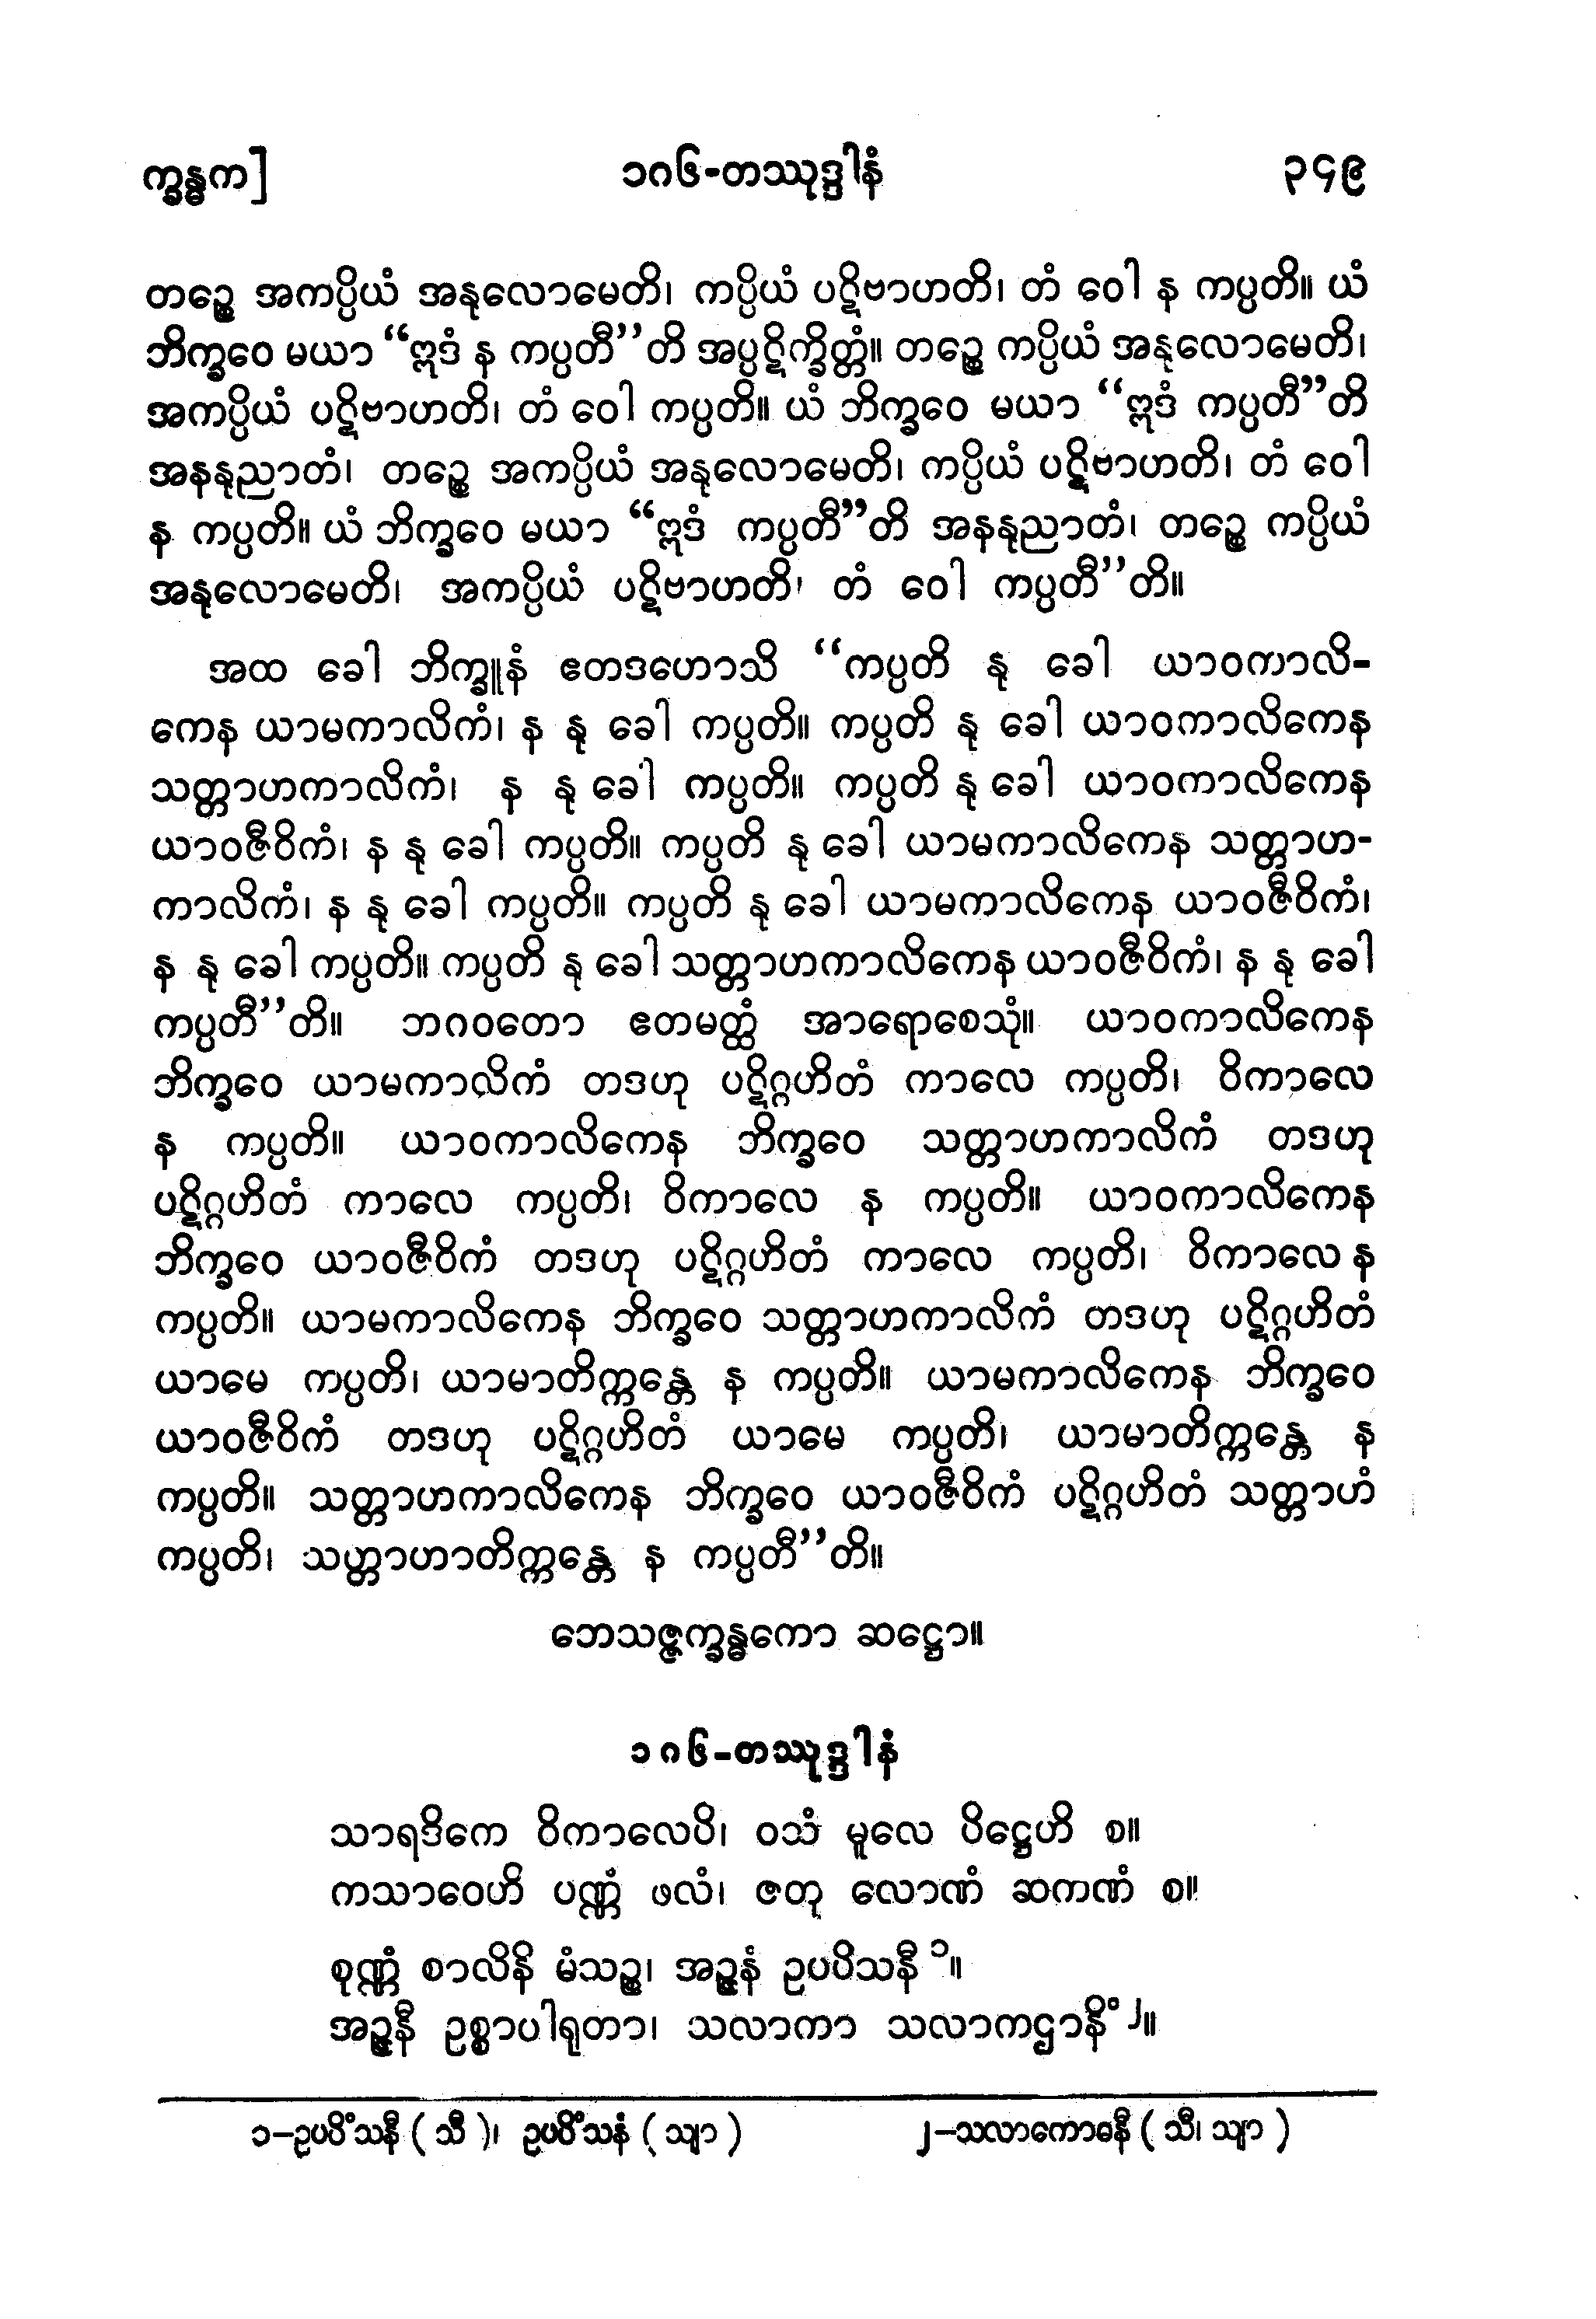 က္ခန္ဓက]
၁၈၆-တဿုဒ္ဒါနံ
၃၄၉
တဉ္စေ အကပ္ပိယံ အနုလောမေတိ၊ ကပ္ပိယံ ပဋိဗာဟတိ၊ တံ ဝေါ န ကပ္ပတိ။ ယံ
ဘိက္ခဝေ မယာ “ဣဒံ န ကပ္ပတီ”တိ အပ္ပဋိက္ခိတ္တံ။ တဉ္စေ ကပ္ပိယံ အနုလောမေတိ၊
အကပ္ပိယံ ပဋိဗာဟတိ၊ တံ ဝေါ ကပ္ပတိ။ ယံ ဘိက္ခဝေ မယာ “ဣဒံ ကပ္ပတီ”တိ
အနနုညာတံ၊ တဉ္စေ အကပ္ပိယံ အနုလောမေတိ၊ ကပ္ပိယံ ပဋိဗာဟတိ၊ တံ ဝေါ
န ကပ္ပတိ။ ယံ ဘိက္ခဝေ မယာ “ဣဒံ ကပ္ပတီ”တိ အနနုညာတံ၊ တဉ္စေ ကပ္ပိယံ
အနုလောမေတိ၊ အကပ္ပိယံ ပဋိဗာဟတိ၊ တံ ဝေါ ကပ္ပတီ”တိ။
အထ ခေါ ဘိက္ခူနံ ဧတဒဟောသိ “ကပ္ပတိ နု ခေါ ယာဝကာလိ-
ကေန ယာမကာလိကံ၊ န နု ခေါ ကပ္ပတိ။ ကပ္ပတိ နု ခေါ ယာဝကာလိကေန
သတ္တာဟကာလိကံ၊ န နု ခေါ ကပ္ပတိ။ ကပ္ပတိ နု ခေါ ယာဝကာလိကေန
ယာဝဇီဝိကံ၊ န နု ခေါ ကပ္ပတိ။ ကပ္ပတိ နု ခေါ ယာမကာလိကေန သတ္တာဟ-
ကာလိကံ၊ န နု ခေါ ကပ္ပတိ။ ကပ္ပတိ နု ခေါ ယာမကာလိကေန ယာဝဇီဝိကံ၊
န နု ခေါ ကပ္ပတိ။ ကပ္ပတိ နု ခေါ သတ္တာဟကာလိကေန ယာဝဇီဝိကံ၊ န နု ခေါ
ကပ္ပတီ”တိ။ ဘဂဝတော ဧတမတ္ထံ အာရောစေသုံ။ ယာဝကာလိကေန
ဘိက္ခဝေ ယာမကာလိကံ တဒဟု ပဋိဂ္ဂဟိတံ ကာလေ ကပ္ပတိ၊ ဝိကာလေ
န ကပ္ပတိ။ ယာဝကာလိကေန ဘိက္ခဝေ သတ္တာဟကာလိကံ တဒဟု
ပဋိဂ္ဂဟိတံ ကာလေ ကပ္ပတိ၊ ဝိကာလေ န ကပ္ပတိ။ ယာဝကာလိကေန
ဘိက္ခဝေ ယာဝဇီဝိကံ တဒဟု ပဋိဂ္ဂဟိတံ ကာလေ ကပ္ပတိ၊ ဝိကာလေ န
ကပ္ပတိ။ ယာမကာလိကေန ဘိက္ခဝေ သတ္တာဟကာလိကံ တဒဟု ပဋိဂ္ဂဟိတံ
ယာမေ ကပ္ပတိ၊ ယာမာတိက္ကန္တေ န ကပ္ပတိ။ ယာမကာလိကေန ဘိက္ခဝေ
ယာဝဇီဝိကံ တဒဟု ပဋိဂ္ဂဟိတံ ယာမေ ကပ္ပတိ၊ ယာမာတိက္ကန္တေ န
ကပ္ပတိ။ သတ္တာဟကာလိကေန ဘိက္ခဝေ ယာဝဇီဝိကံ ပဋိဂ္ဂဟိတံ သတ္တာဟံ
ကပ္ပတိ၊ သတ္တာဟာတိက္ကန္တေ န ကပ္ပတီ”တိ။
ဘေသဇ္ဇက္ခန္ဓကော ဆဋ္ဌော။
၁၈၆-တဿုဒ္ဒါနံ
သာရဒိကေ ဝိကာလေပိ၊ ဝသံ မူလေ ပိဋ္ဌေဟိ စ။
ကသာဝေဟိ ပဏ္ဏံ ဖလံ၊ ဇတု လောဏံ ဆကဏံ စ။
စုဏ္ဏံ စာလိနိ မံသဉ္စ၊ အဉ္ဇနံ ဥပပိသနီ ၁။
အဉ္ဇနီ ဥစ္စာပါရုတာ၊ သလာကာ သလာကဌာနိံ ၂။
၁-ဥပပိံသနီ (သီ)၊ ဥပပိံသနံ (သျာ)
၂-သလာကောဓနီ (သီ၊ သျာ)